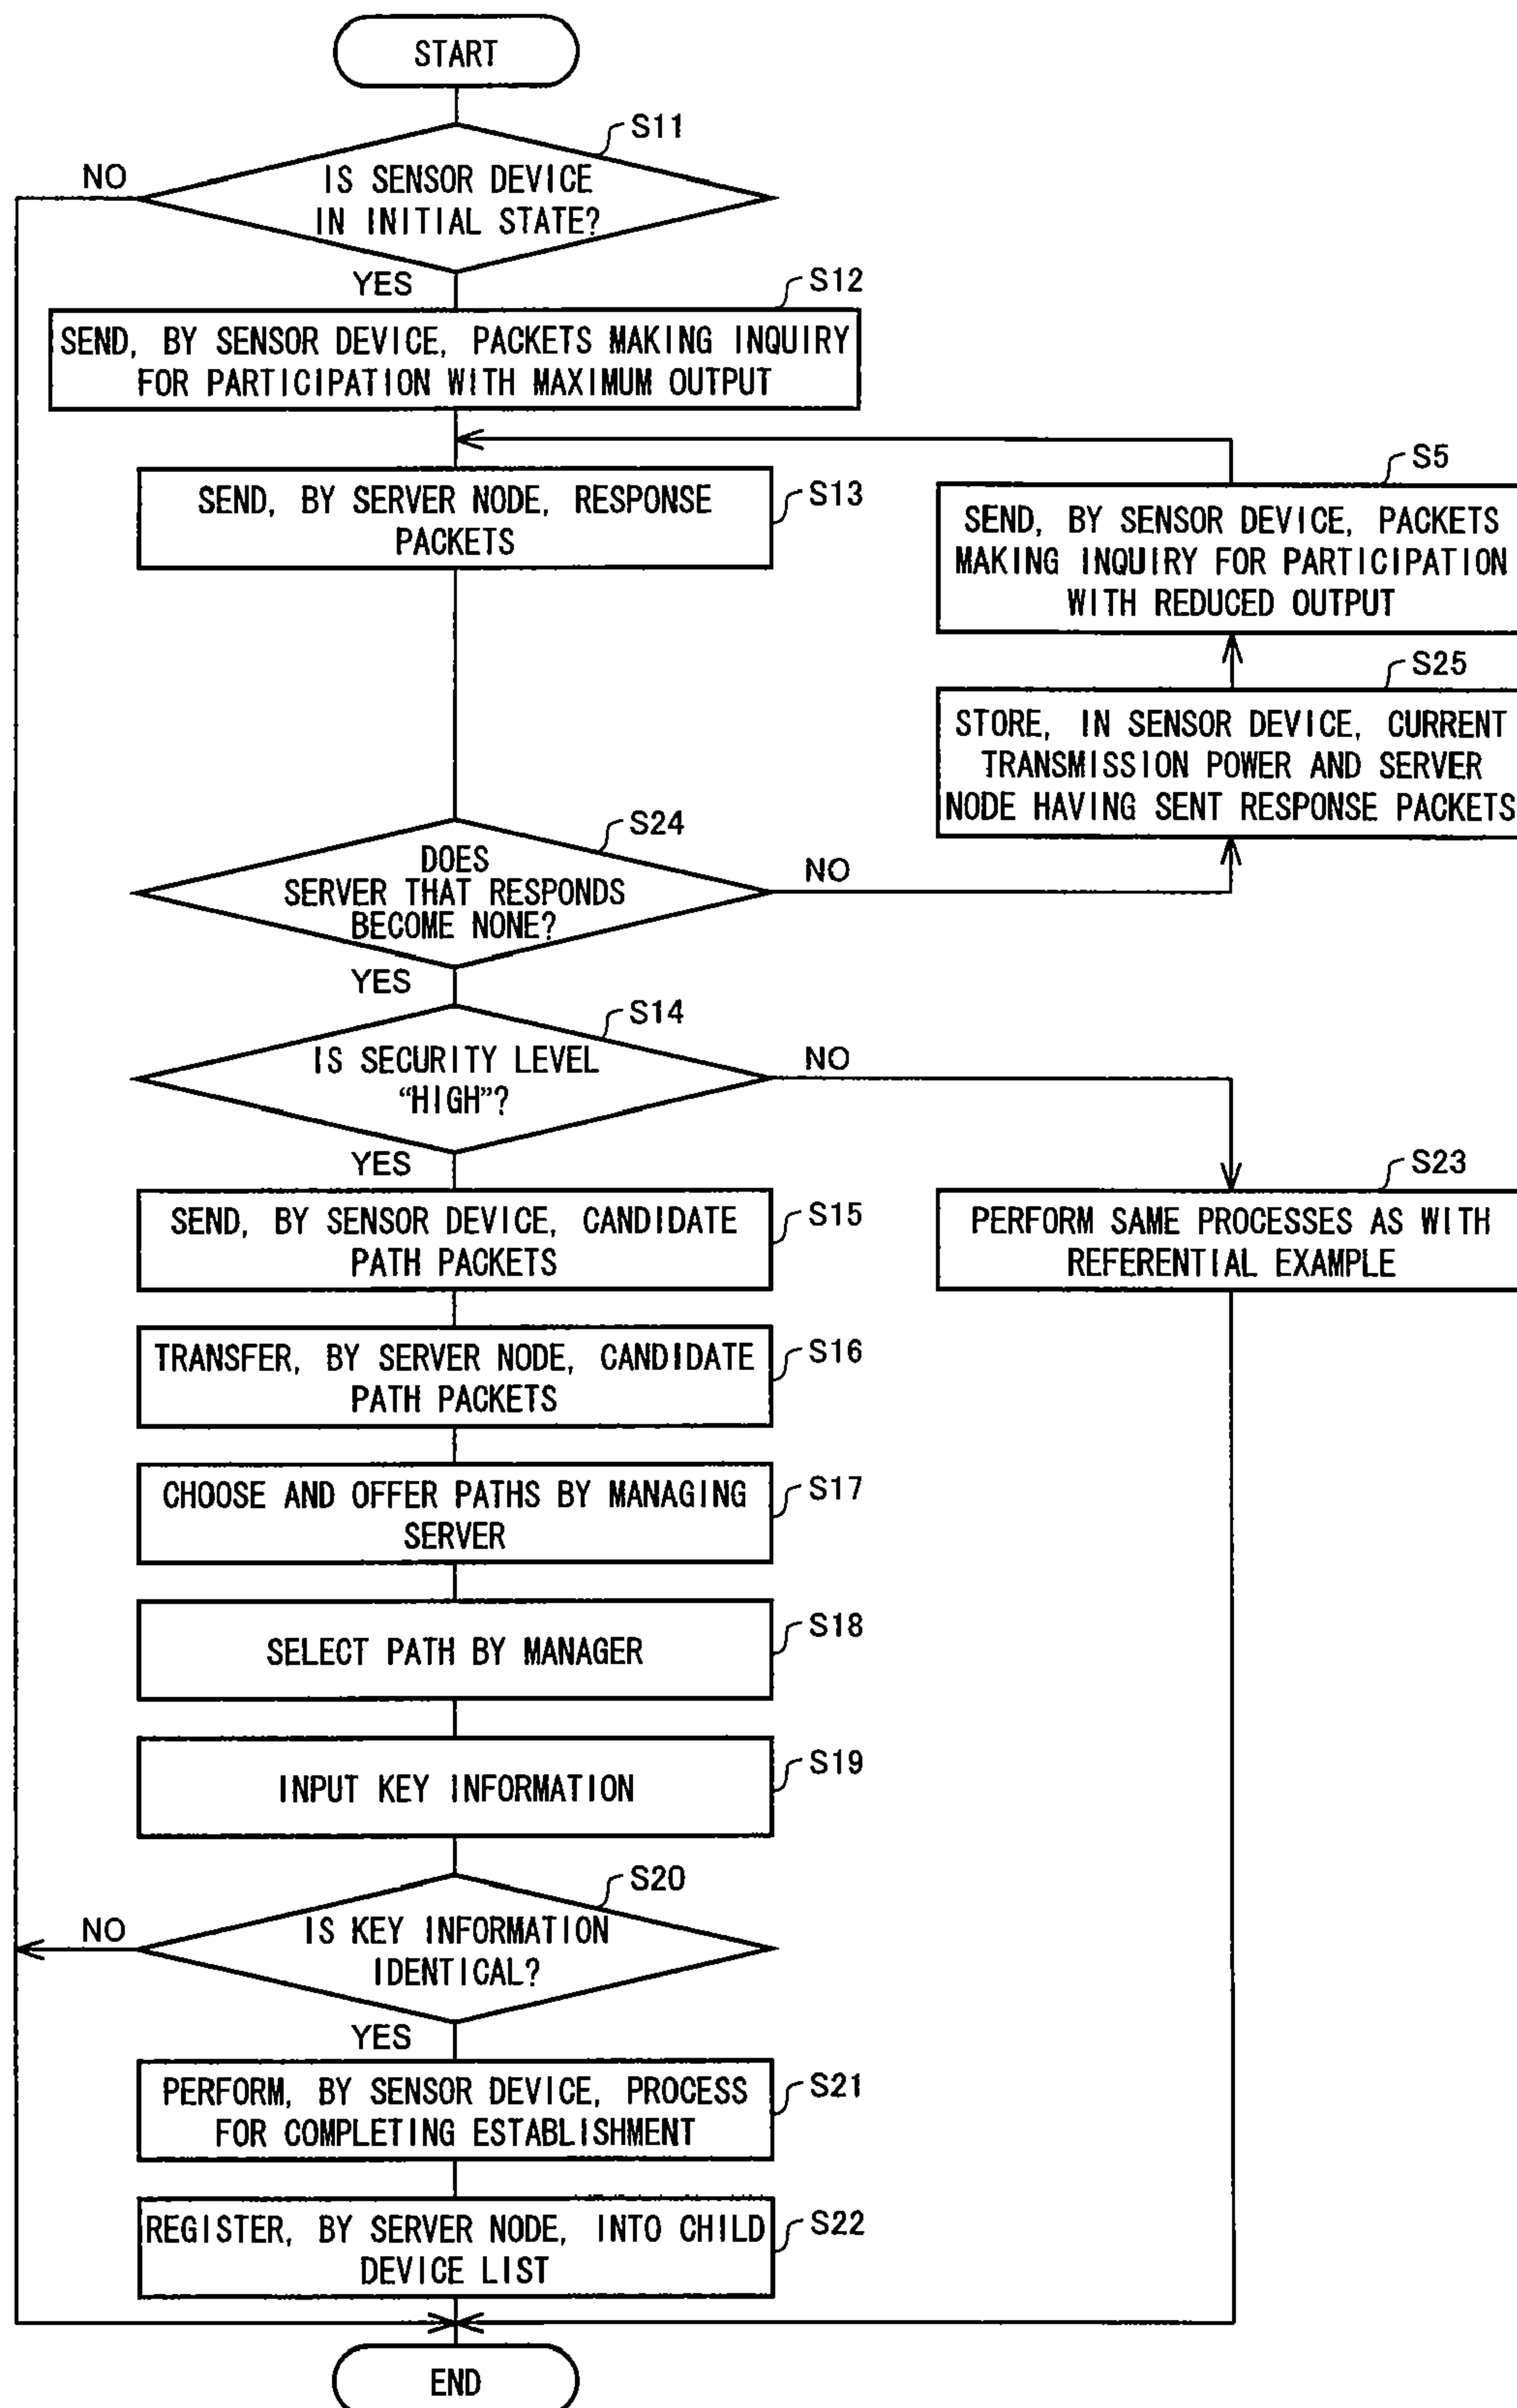 START
S11
NO
IS SENSOR DEVICE
IN INITIAL STATE?
YES
S12
SEND, BY SENSOR DEVICE, PACKETS MAKING INQUIRY
FOR PARTICIPATION WITH MAXIMUM OUTPUT
S13
SEND, BY SERVER NODE, RESPONSE
PACKETS
S5
SEND, BY SENSOR DEVICE, PACKETS
MAKING INQUIRY FOR PARTICIPATION
WITH REDUCED OUTPUT
S25
STORE, IN SENSOR DEVICE, CURRENT
TRANSMISSION POWER AND SERVER
NODE HAVING SENT RESPONSE PACKETS
S24
DOES
SERVER THAT RESPONDS
BECOME NONE?
NO
YES
S14
IS SECURITY LEVEL
“HIGH”?
NO
YES
S23
PERFORM SAME PROCESSES AS WITH
REFERENTIAL EXAMPLE
S15
SEND, BY SENSOR DEVICE, CANDIDATE
PATH PACKETS
S16
TRANSFER, BY SERVER NODE, CANDIDATE
PATH PACKETS
S17
CHOOSE AND OFFER PATHS BY MANAGING
SERVER
S18
SELECT PATH BY MANAGER
S19
INPUT KEY INFORMATION
S20
NO
IS KEY INFORMATION
IDENTICAL?
YES
S21
PERFORM, BY SENSOR DEVICE, PROCESS
FOR COMPLETING ESTABLISHMENT
S22
REGISTER, BY SERVER NODE, INTO CHILD
DEVICE LIST
END